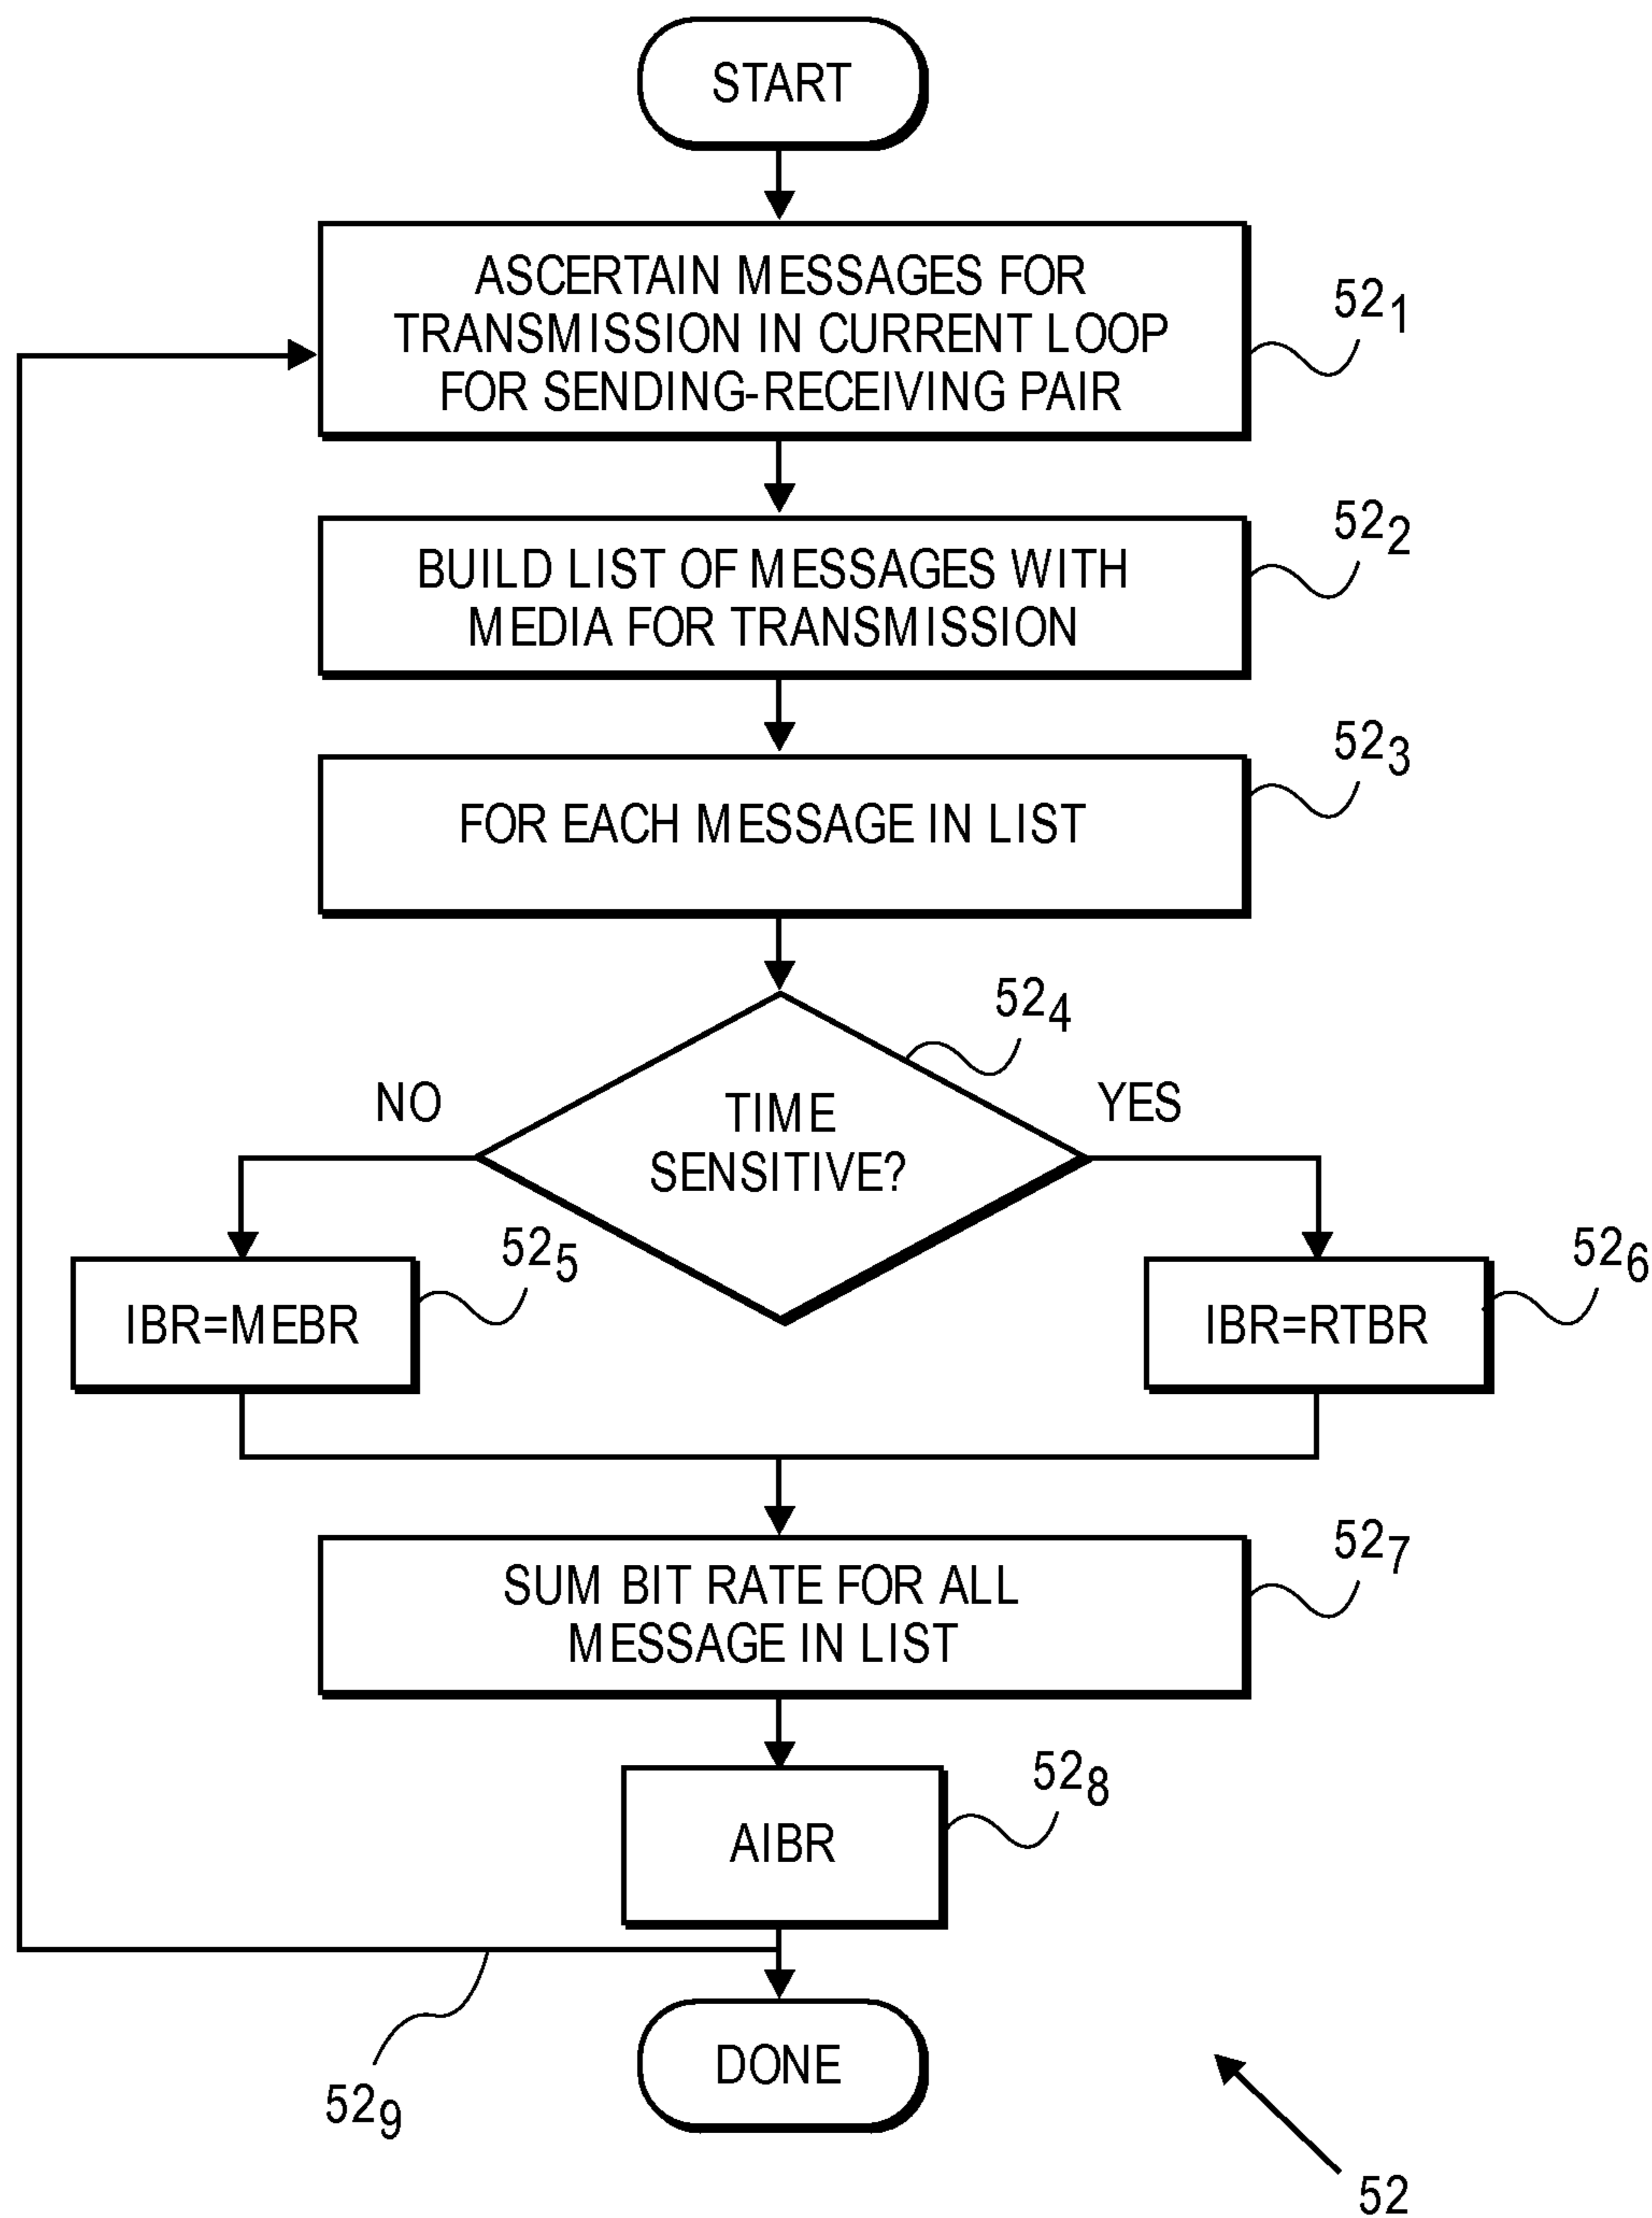 START
ASCERTAIN MESSAGES FOR
TRANSMISSION IN CURRENT LOOP
FOR SENDING-RECEIVING PAIR
52₁
BUILD LIST OF MESSAGES WITH
MEDIA FOR TRANSMISSION
52₂
FOR EACH MESSAGE IN LIST
52₃
52₄
TIME
SENSITIVE?
NO
YES
IBR=MEBR
52₅
IBR=RTBR
52₆
SUM BIT RATE FOR ALL
MESSAGE IN LIST
52₇
AIBR
52₈
52₉
DONE
52